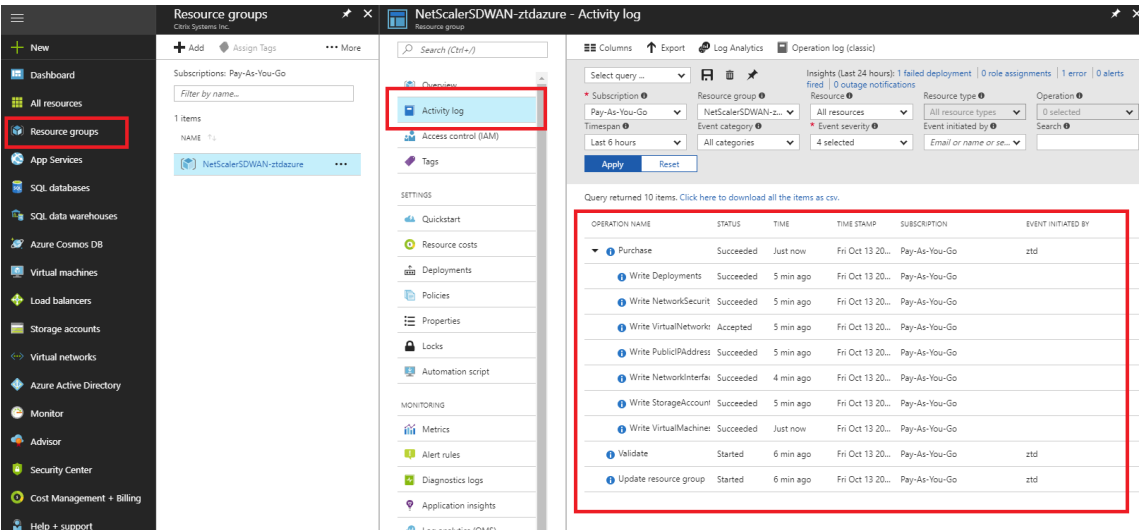 Resource groups
Citrix Systems Inc.
NetScalerSDWAN-ztdazure - Activity log
Resource group
New
Dashboard
All resources
Resource groups
App Services
SQL databases
SQL data warehouses
Azure Cosmos DB
Virtual machines
Load balancers
Storage accounts
Virtual networks
Azure Active Directory
Monitor
Advisor
Security Center
Cost Management + Billing
Help + support
Add Assign Tags ••• More
Subscriptions: Pay-As-You-Go
Filter by name...
1 items
NAME
NetScalerSDWAN-ztdazure •••
Search (Ctrl+/)
Overview
Activity log
Access control (IAM)
Tags
SETTINGS
Quickstart
Resource costs
Deployments
Policies
Properties
Locks
Automation script
MONITORING
Metrics
Alert rules
Diagnostics logs
Application insights
Log analytics (OMS)
Columns Export Log Analytics Operation log (classic)
Select query ...
Insights (Last 24 hours): 1 failed deployment | 0 role assignments | 1 error | 0 alerts
fired | 0 outage notifications
* Subscription Resource group Resource Resource type Operation
Pay-As-You-Go NetScalerSDWAN-z... All resources All resource types 0 selected
Timespan Event category * Event severity Event initiated by Search
Last 6 hours All categories 4 selected Email or name or se...
Apply Reset
Query returned 10 items. Click here to download all the items as csv.
OPERATION NAME STATUS TIME TIME STAMP SUBSCRIPTION EVENT INITIATED BY
Purchase Succeeded Just now Fri Oct 13 20... Pay-As-You-Go ztd
Write Deployments Succeeded 5 min ago Fri Oct 13 20... Pay-As-You-Go
Write NetworkSecurit Succeeded 5 min ago Fri Oct 13 20... Pay-As-You-Go
Write VirtualNetworks Accepted 5 min ago Fri Oct 13 20... Pay-As-You-Go
Write PublicIPAddress Succeeded 5 min ago Fri Oct 13 20... Pay-As-You-Go
Write NetworkInterfac Succeeded 4 min ago Fri Oct 13 20... Pay-As-You-Go
Write StorageAccount Succeeded 5 min ago Fri Oct 13 20... Pay-As-You-Go
Write VirtualMachines Succeeded Just now Fri Oct 13 20... Pay-As-You-Go
Validate Started 6 min ago Fri Oct 13 20... Pay-As-You-Go ztd
Update resource group Started 6 min ago Fri Oct 13 20... Pay-As-You-Go ztd